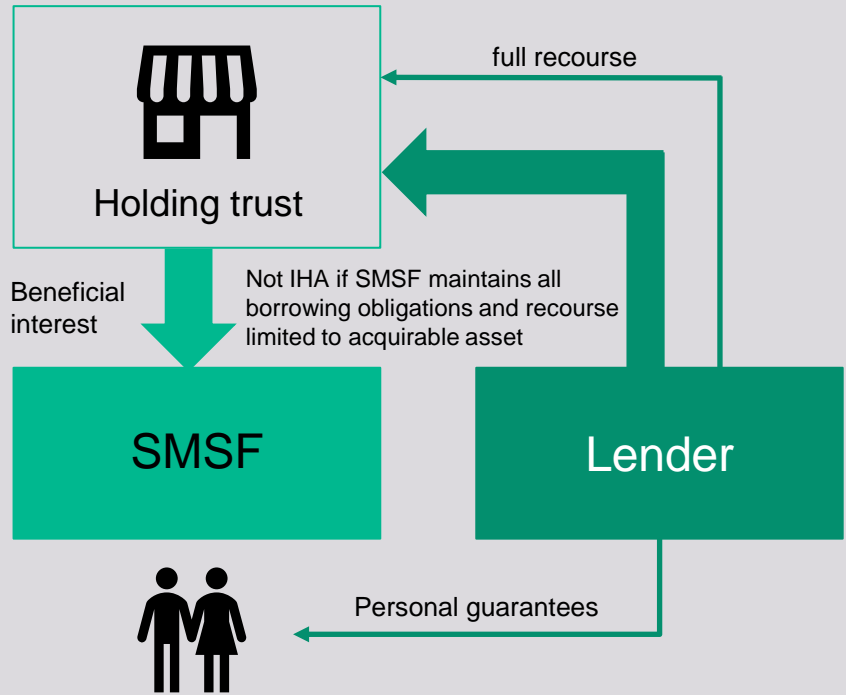 full recourse
Holding trust
Beneficial
interest
Not IHA if SMSF maintains all
borrowing obligations and recourse
limited to acquirable asset
SMSF
Lender
Personal guarantees